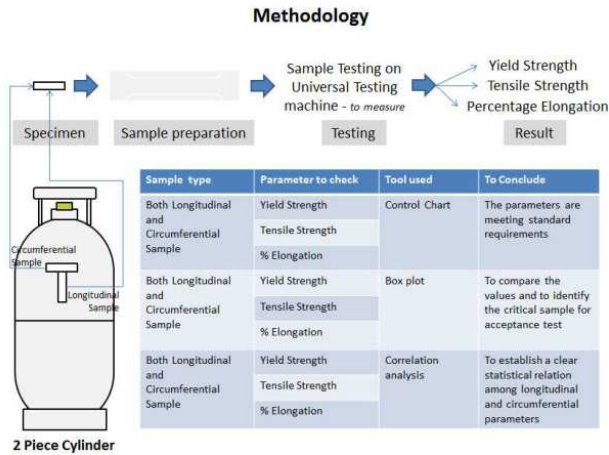 Methodology
Sample Testing on
Universal Testing
machine - to measure
Yield Strength
Tensile Strength
Percentage Elongation
Specimen
Sample preparation
Testing
Result
Sample type
Parameter to check
Tool used
To Conclude
Both Longitudinal
and
Circumferential
Sample
Yield Strength
Tensile Strength
% Elongation
Control Chart
The parameters are
meeting standard
requirements
Both Longitudinal
and
Circumferential
Sample
Yield Strength
Tensile Strength
% Elongation
Box plot
To compare the
values and to identify
the critical sample for
acceptance test
Both Longitudinal
and
Circumferential
Sample
Yield Strength
Tensile Strength
% Elongation
Correlation
analysis
To establish a clear
statistical relation
among longitudinal
and circumferential
parameters
Circumferential
Sample
Longitudinal
Sample
2 Piece Cylinder